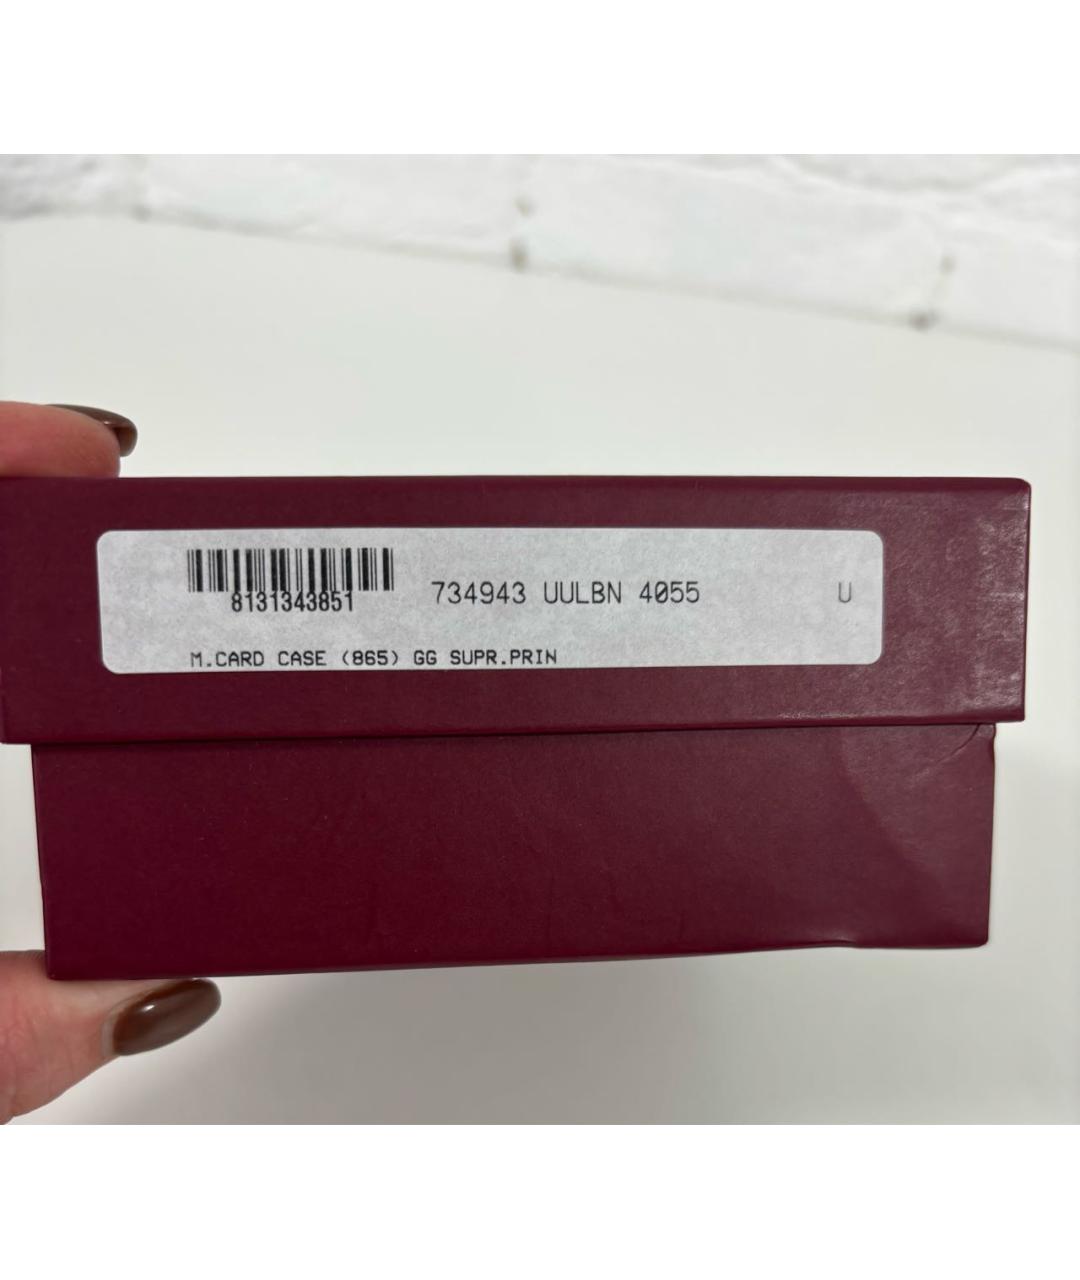 8131343851
734943 UULBN 4055 U
M.CARD CASE (865) GG SUPR.PRIN